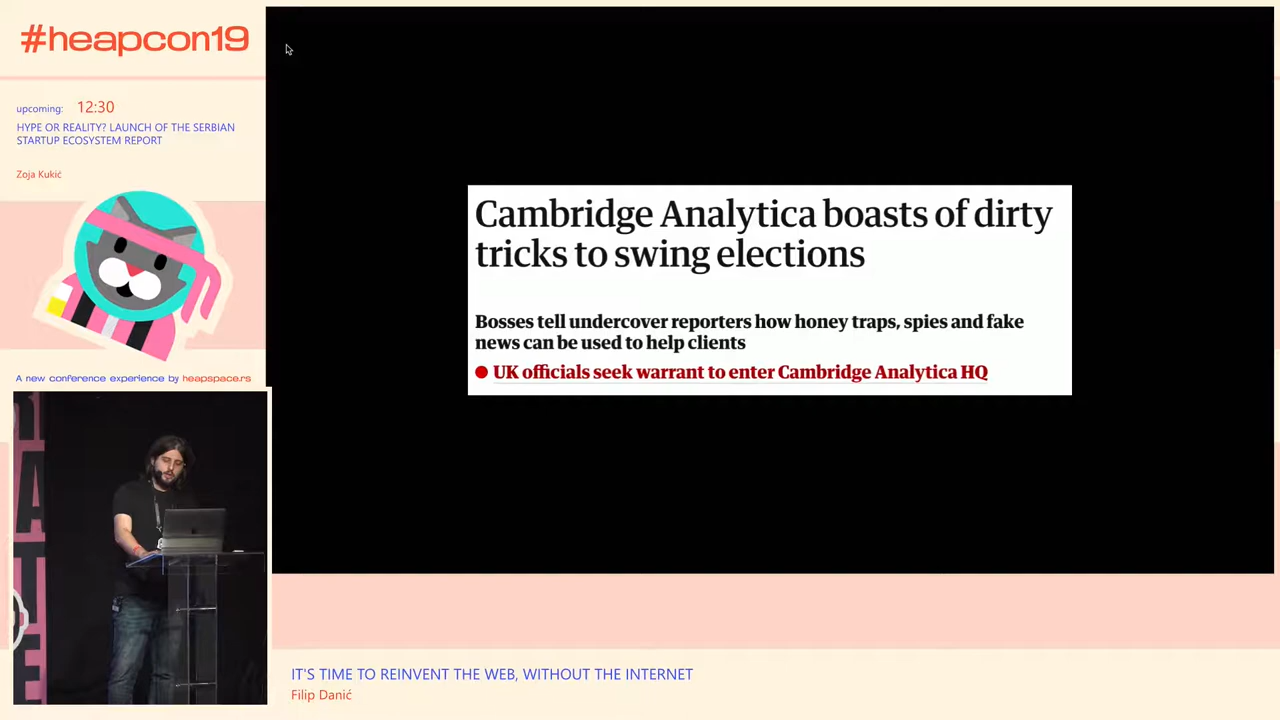 #heapcon19
upcoming: 12:30
HYPE OR REALITY? LAUNCH OF THE SERBIAN
STARTUP ECOSYSTEM REPORT
Zoja Kukić
A new conference experience by heapspace.rs
Cambridge Analytica boasts of dirty
tricks to swing elections
Bosses tell undercover reporters how honey traps, spies and fake
news can be used to help clients
UK officials seek warrant to enter Cambridge Analytica HQ
IT'S TIME TO REINVENT THE WEB, WITHOUT THE INTERNET
Filip Danić